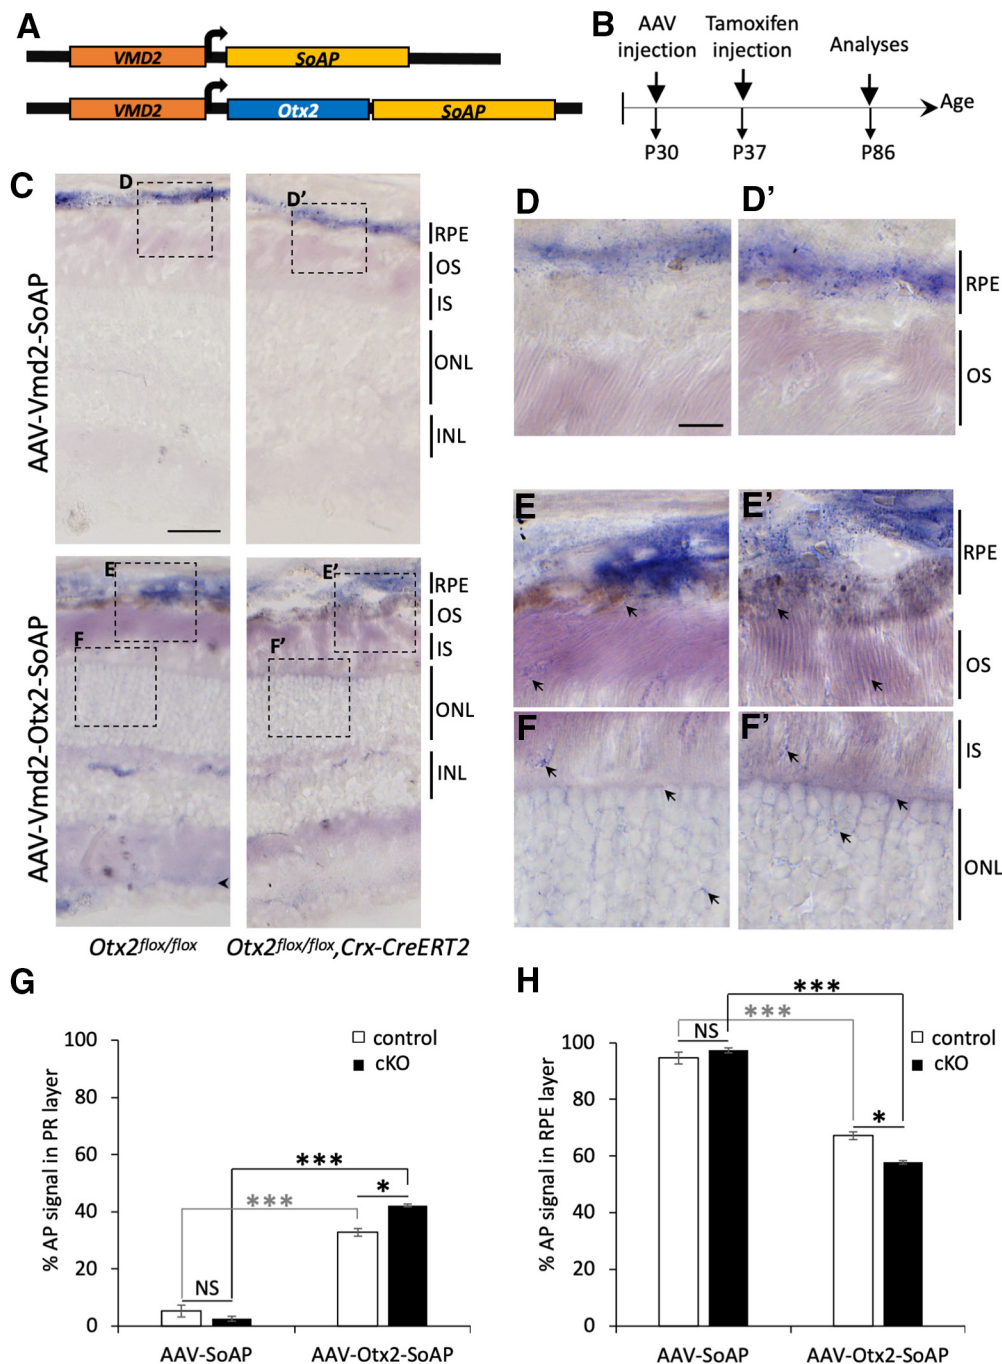 A
VMD2 SoAP
VMD2 Otx2 SoAP
B
AAV injection
Tamoxifen injection
Analyses
Age
P30 P37 P86
C
AAV-Vmd2-SoAP
D
D'
RPE
OS
IS
ONL
INL
AAV-Vmd2-Otx2-SoAP
E
F
E'
F'
RPE
OS
IS
ONL
INL
Otx2flox/flox
Otx2flox/flox,Crx-CreERT2
D
D'
RPE
OS
E
E'
RPE
OS
F
F'
IS
ONL
G
% AP signal in PR layer
100
80
60
40
20
0
control
cKO
NS
***
***
*
AAV-SoAP
AAV-Otx2-SoAP
H
% AP signal in RPE layer
100
80
60
40
20
0
control
cKO
NS
***
***
*
AAV-SoAP
AAV-Otx2-SoAP